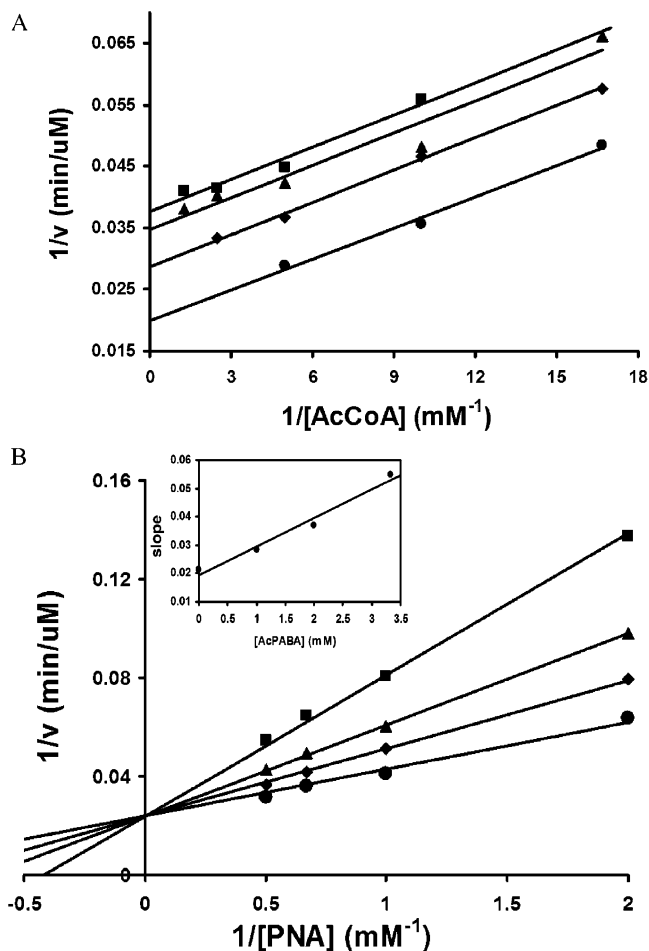 A
0.065
0.055
0.045
0.035
0.025
0.015
1/v (min/uM)
0 3 6 9 12 15 18
1/[AcCoA] (mM-1)
B
0.16
0.12
0.08
0.04
0
1/v (min/uM)
0.06
0.05
0.04
0.03
0.02
0.01
slope
0 0.5 1 1.5 2 2.5 3 3.5
[AcPABA] (mM)
-0.5 0 0.5 1 1.5 2
1/[PNA] (mM-1)